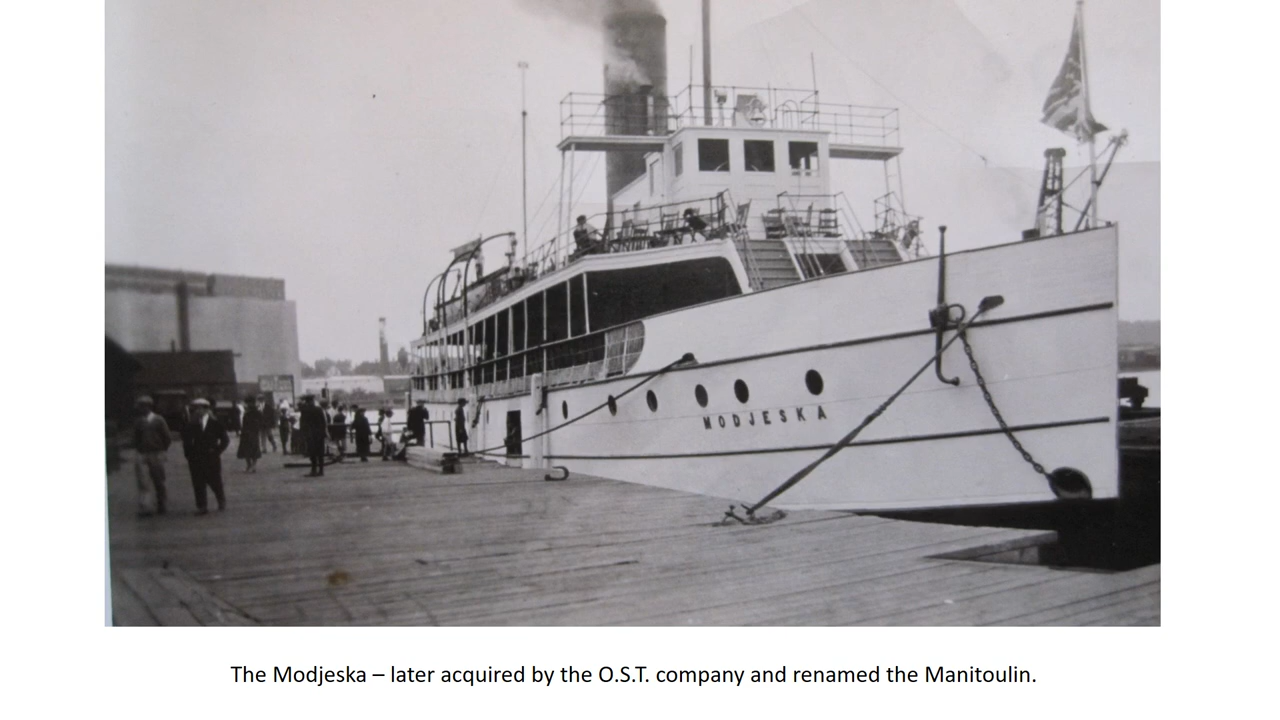 MODJESKA
The Modjeska – later acquired by the O.S.T. company and renamed the Manitoulin.